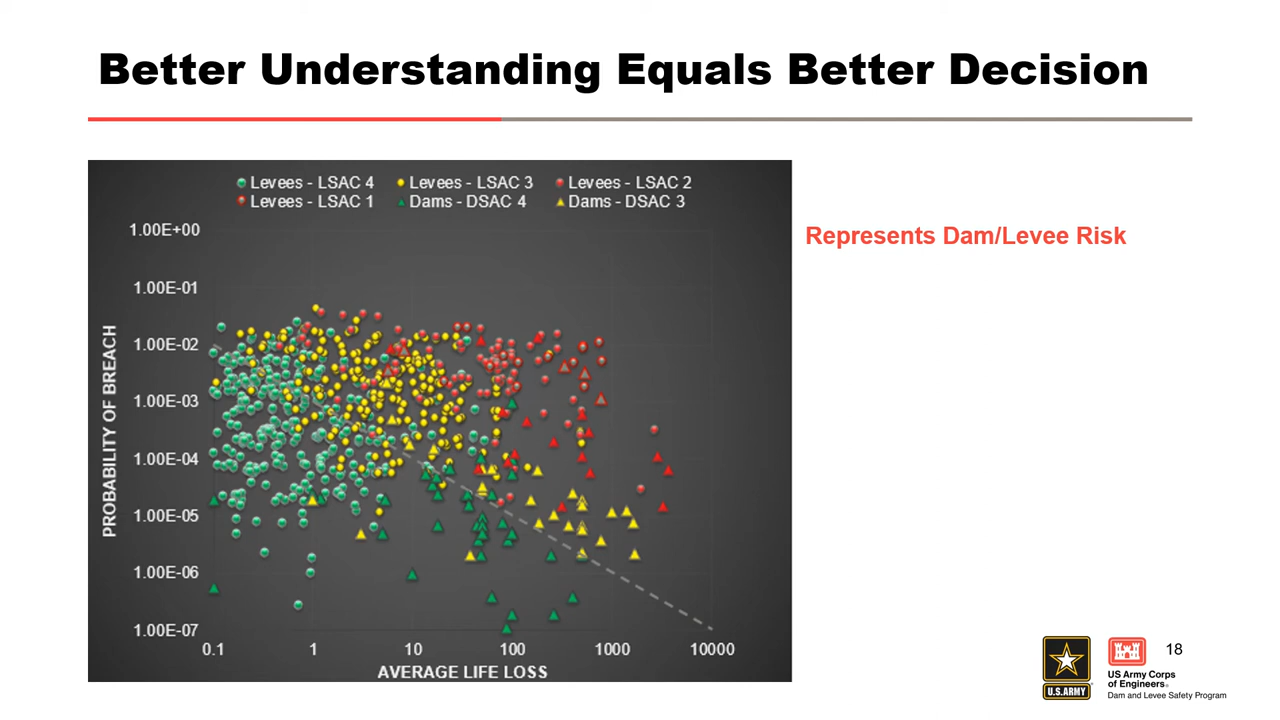 Better Understanding Equals Better Decision
Levees - LSAC 4
Levees - LSAC 3
Levees - LSAC 2
Levees - LSAC 1
Dams - DSAC 4
Dams - DSAC 3
Represents Dam/Levee Risk
PROBABILITY OF BREACH
1.00E+00
1.00E-01
1.00E-02
1.00E-03
1.00E-04
1.00E-05
1.00E-06
1.00E-07
0.1
1
10
100
1000
10000
AVERAGE LIFE LOSS
U.S.ARMY
US Army Corps
of Engineers®
Dam and Levee Safety Program
18